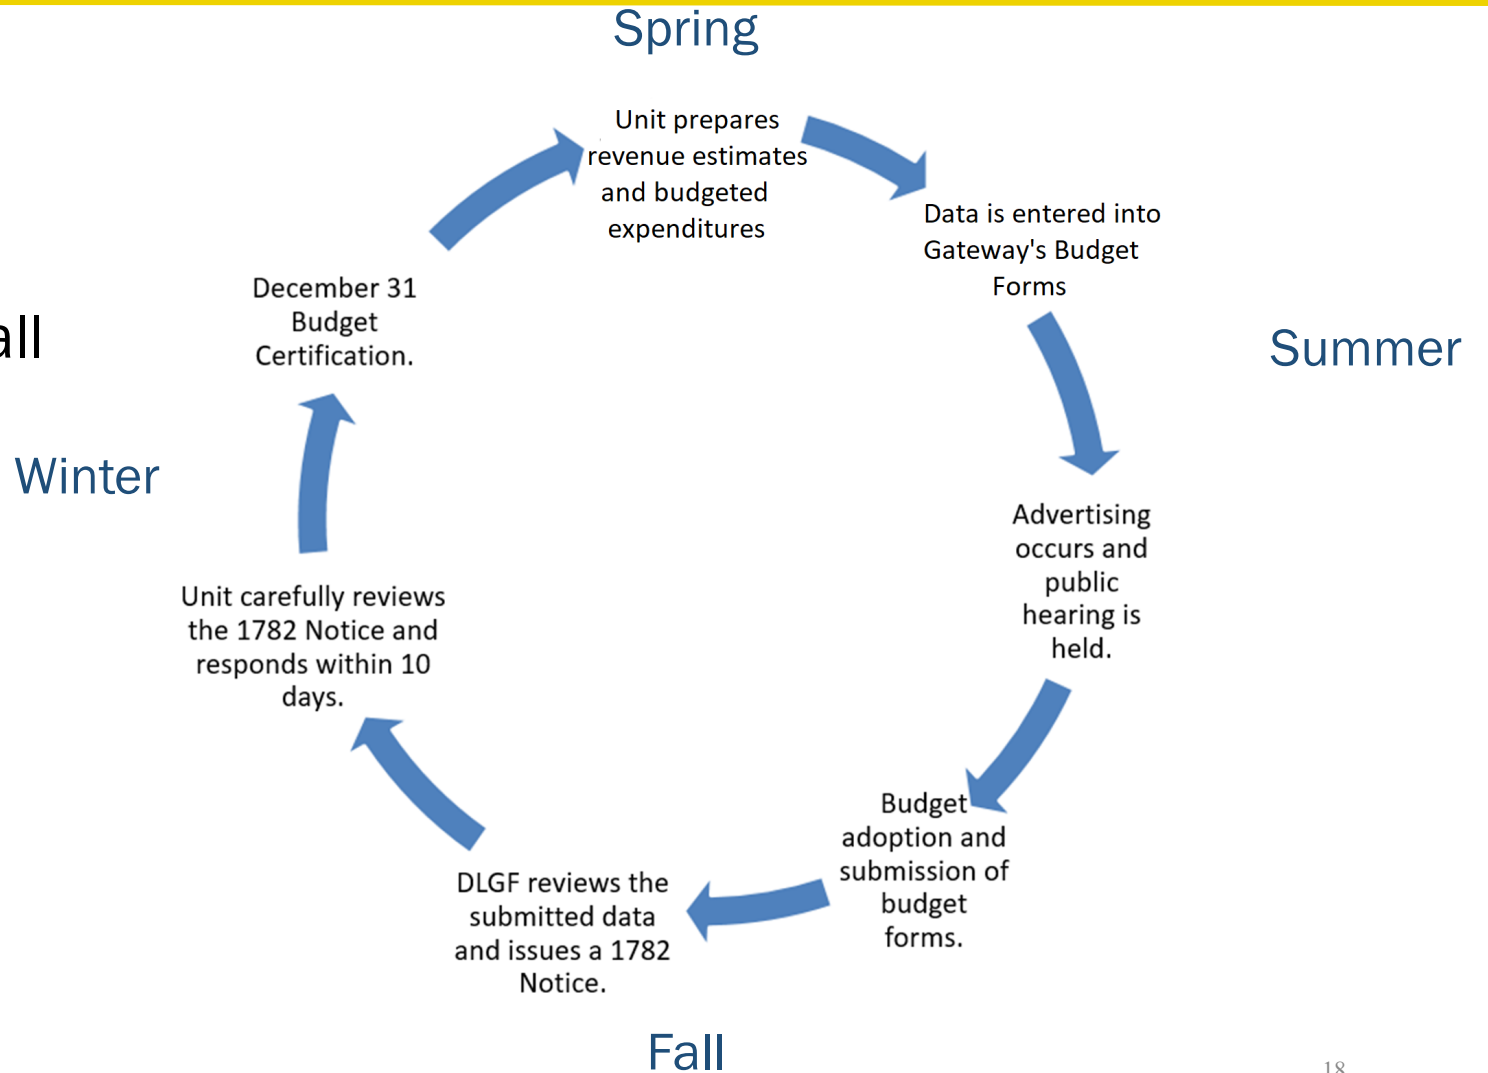 Spring
Unit prepares
revenue estimates
and budgeted
expenditures
Data is entered into
Gateway's Budget
Forms
Summer
Advertising
occurs and
public
hearing is
held.
Budget
adoption and
submission of
budget
forms.
DLGF reviews the
submitted data
and issues a 1782
Notice.
Fall
Unit carefully reviews
the 1782 Notice and
responds within 10
days.
Winter
December 31
Budget
Certification.
all
18